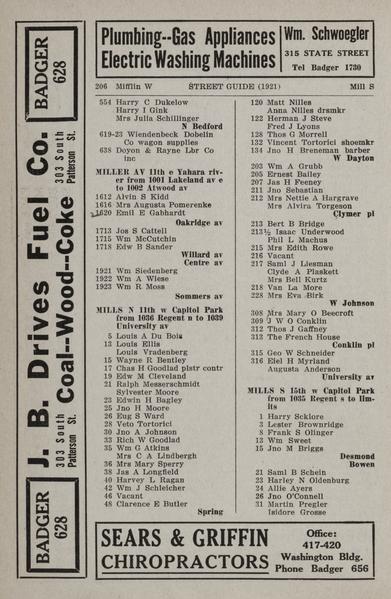 Plumbing--Gas Appliances
Electric Washing Machines
Wm. Schwoegler
315 STATE STREET
Tel Badger 1730
BADGER
628
J. B. Drives Fuel Co.
303 South
Patterson St.
Coal--Wood--Coke
303 South
Patterson St.
BADGER
628
206 Mifflin W STREET GUIDE (1921) Mill S
554 Harry C Dukelow
Harry I Gink
Mrs Julia Schillinger
N Bedford
619-23 Wiendenbeck Dobelin
Co wagon supplies
638 Doyon & Rayne Lbr Co
inc
MILLER AV 11th e Yahara riv-
er from 1001 Lakeland av e
to 1002 Atwood av
1612 Alvin S Kidd
1616 Mrs Augusta Pomerenke
1620 Emil E Gabhardt
Oakridge av
1713 Jos S Cattell
1715 Wm McCutchin
1718 Edw B Sander
Willard av
Centre av
1921 Wm Siedenberg
1922 Wm A Wiese
1923 Wm R Moss
Sommers av
MILLS N 11th w Capitol Park
from 1036 Regent n to 1039
University av
5 Louis A Du Bois
13 Louis Ellis
Louis Vradenberg
15 Wayne R Bentley
17 Chas H Goodlad plstr contr
19 Edw M Cleveland
21 Ralph Messerschmidt
Sylvester Moore
23 Edwin H Bagley
25 Jno H Moore
26 Eug S Ward
28 Veto Tortorici
30 Jno A Johnson
33 Rich W Goodlad
35 Wm G Atkins
Mrs C A Lindbergh
36 Mrs Mary Sperry
38 Jas A Longfield
40 Harvey L Ragan
42 Wm J Schleicher
46 Vacant
48 Clarence E Butler
Spring
120 Matt Nilles
Anna Nilles drsmkr
122 Herman J Steve
Fred J Lyons
128 Thos G Morrell
132 Vincent Tortorici shoemkr
134 Jno H Breneman barber
W Dayton
203 Wm A Grubb
205 Ernest Bailey
207 Jas H Feeney
211 Jno Sebastian
212 Mrs Nettie A Hargrave
Mrs Alvira Torgeson
Clymer pl
213 Bert B Bridge
213½ Isaac Underwood
Phil L Machus
215 Mrs Edith Rowe
216 Vacant
217 Saml J Liesman
Clyde A Plaskett
Mrs Bell Kurtz
218 Van La More
228 Mrs Eva Birk
W Johnson
308 Mrs Mary O Beecroft
309 J W O Conklin
312 Thos J Gaffney
312 The French House
Conklin pl
315 Geo W Schneider
316 Elel H Myrland
Augusta Anderson
University av
MILLS S 15th w Capitol Park
from 1035 Regent s to lim-
its
1 Harry Scklore
3 Lester Brownridge
8 Frank S Olinger
13 Wm Sweet
15 Jno M Briggs
Desmond
Bowen
21 Saml B Schein
23 Harley N Oldenburg
24 Allie Ayers
26 Jno O'Connell
31 Martin Pregler
Isidore Grosse
SEARS & GRIFFIN
CHIROPRACTORS
Office:
417-420
Washington Bldg.
Phone Badger 656